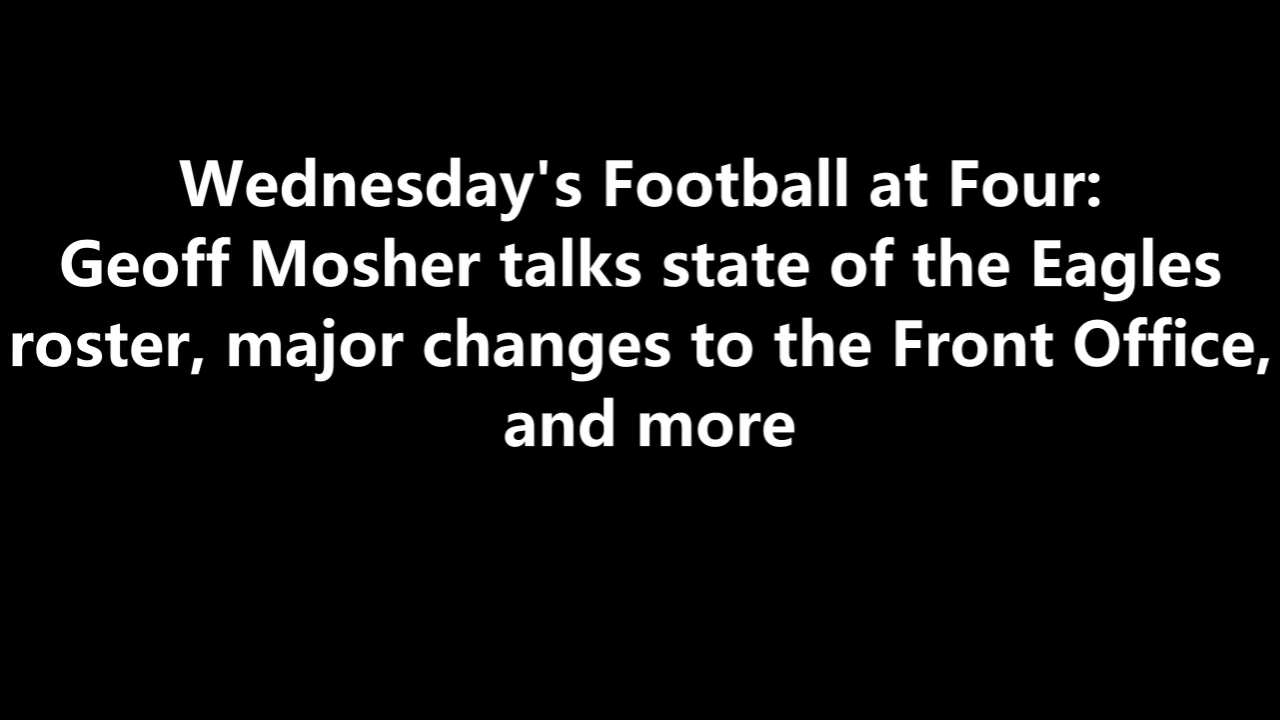 Wednesday's Football at Four:
Geoff Mosher talks state of the Eagles
roster, major changes to the Front Office,
and more